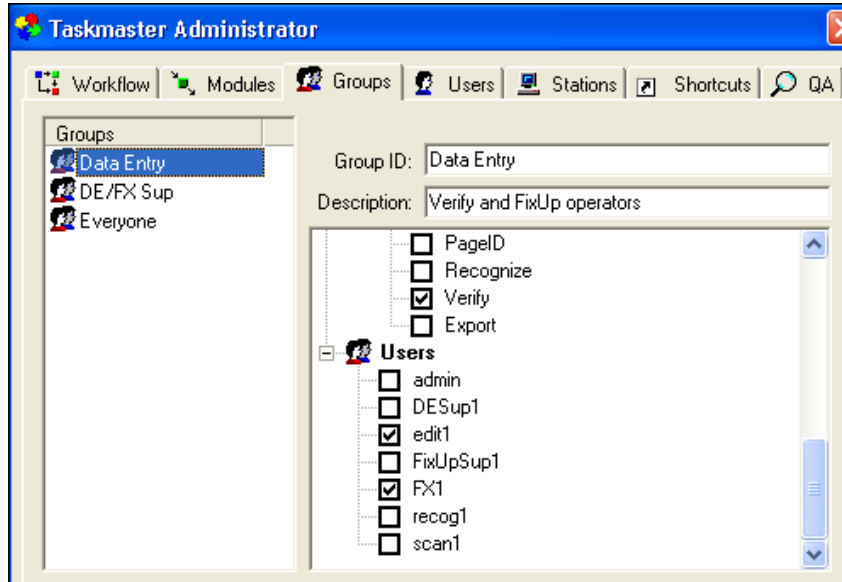 Taskmaster Administrator
Workflow Modules Groups Users Stations Shortcuts QA
Groups
Data Entry
DE/FX Sup
Everyone
Group ID: Data Entry
Description: Verify and FixUp operators
PageID
Recognize
Verify
Export
Users
admin
DESup1
edit1
FixUpSup1
FX1
recog1
scan1